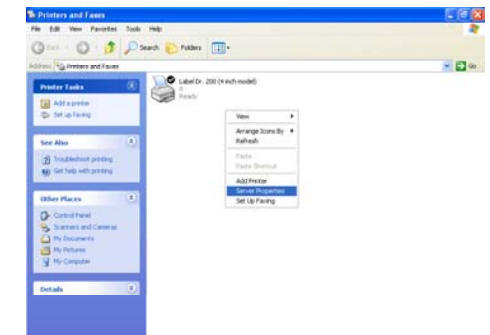 Printers and Faxes
File Edit View Favorites Tools Help
Back Search Folders
Address Printers and Faxes Go
Printer Tasks
Add a printer
Set up faxing
See Also
Troubleshoot printing
Get help with printing
Other Places
Control Panel
Scanners and Cameras
My Documents
My Pictures
My Computer
Details
Label Dr. 200 (4 inch model)
0
Ready
View
Arrange Icons By
Refresh
Paste
Paste Shortcut
Add Printer
Server Properties
Set Up Faxing